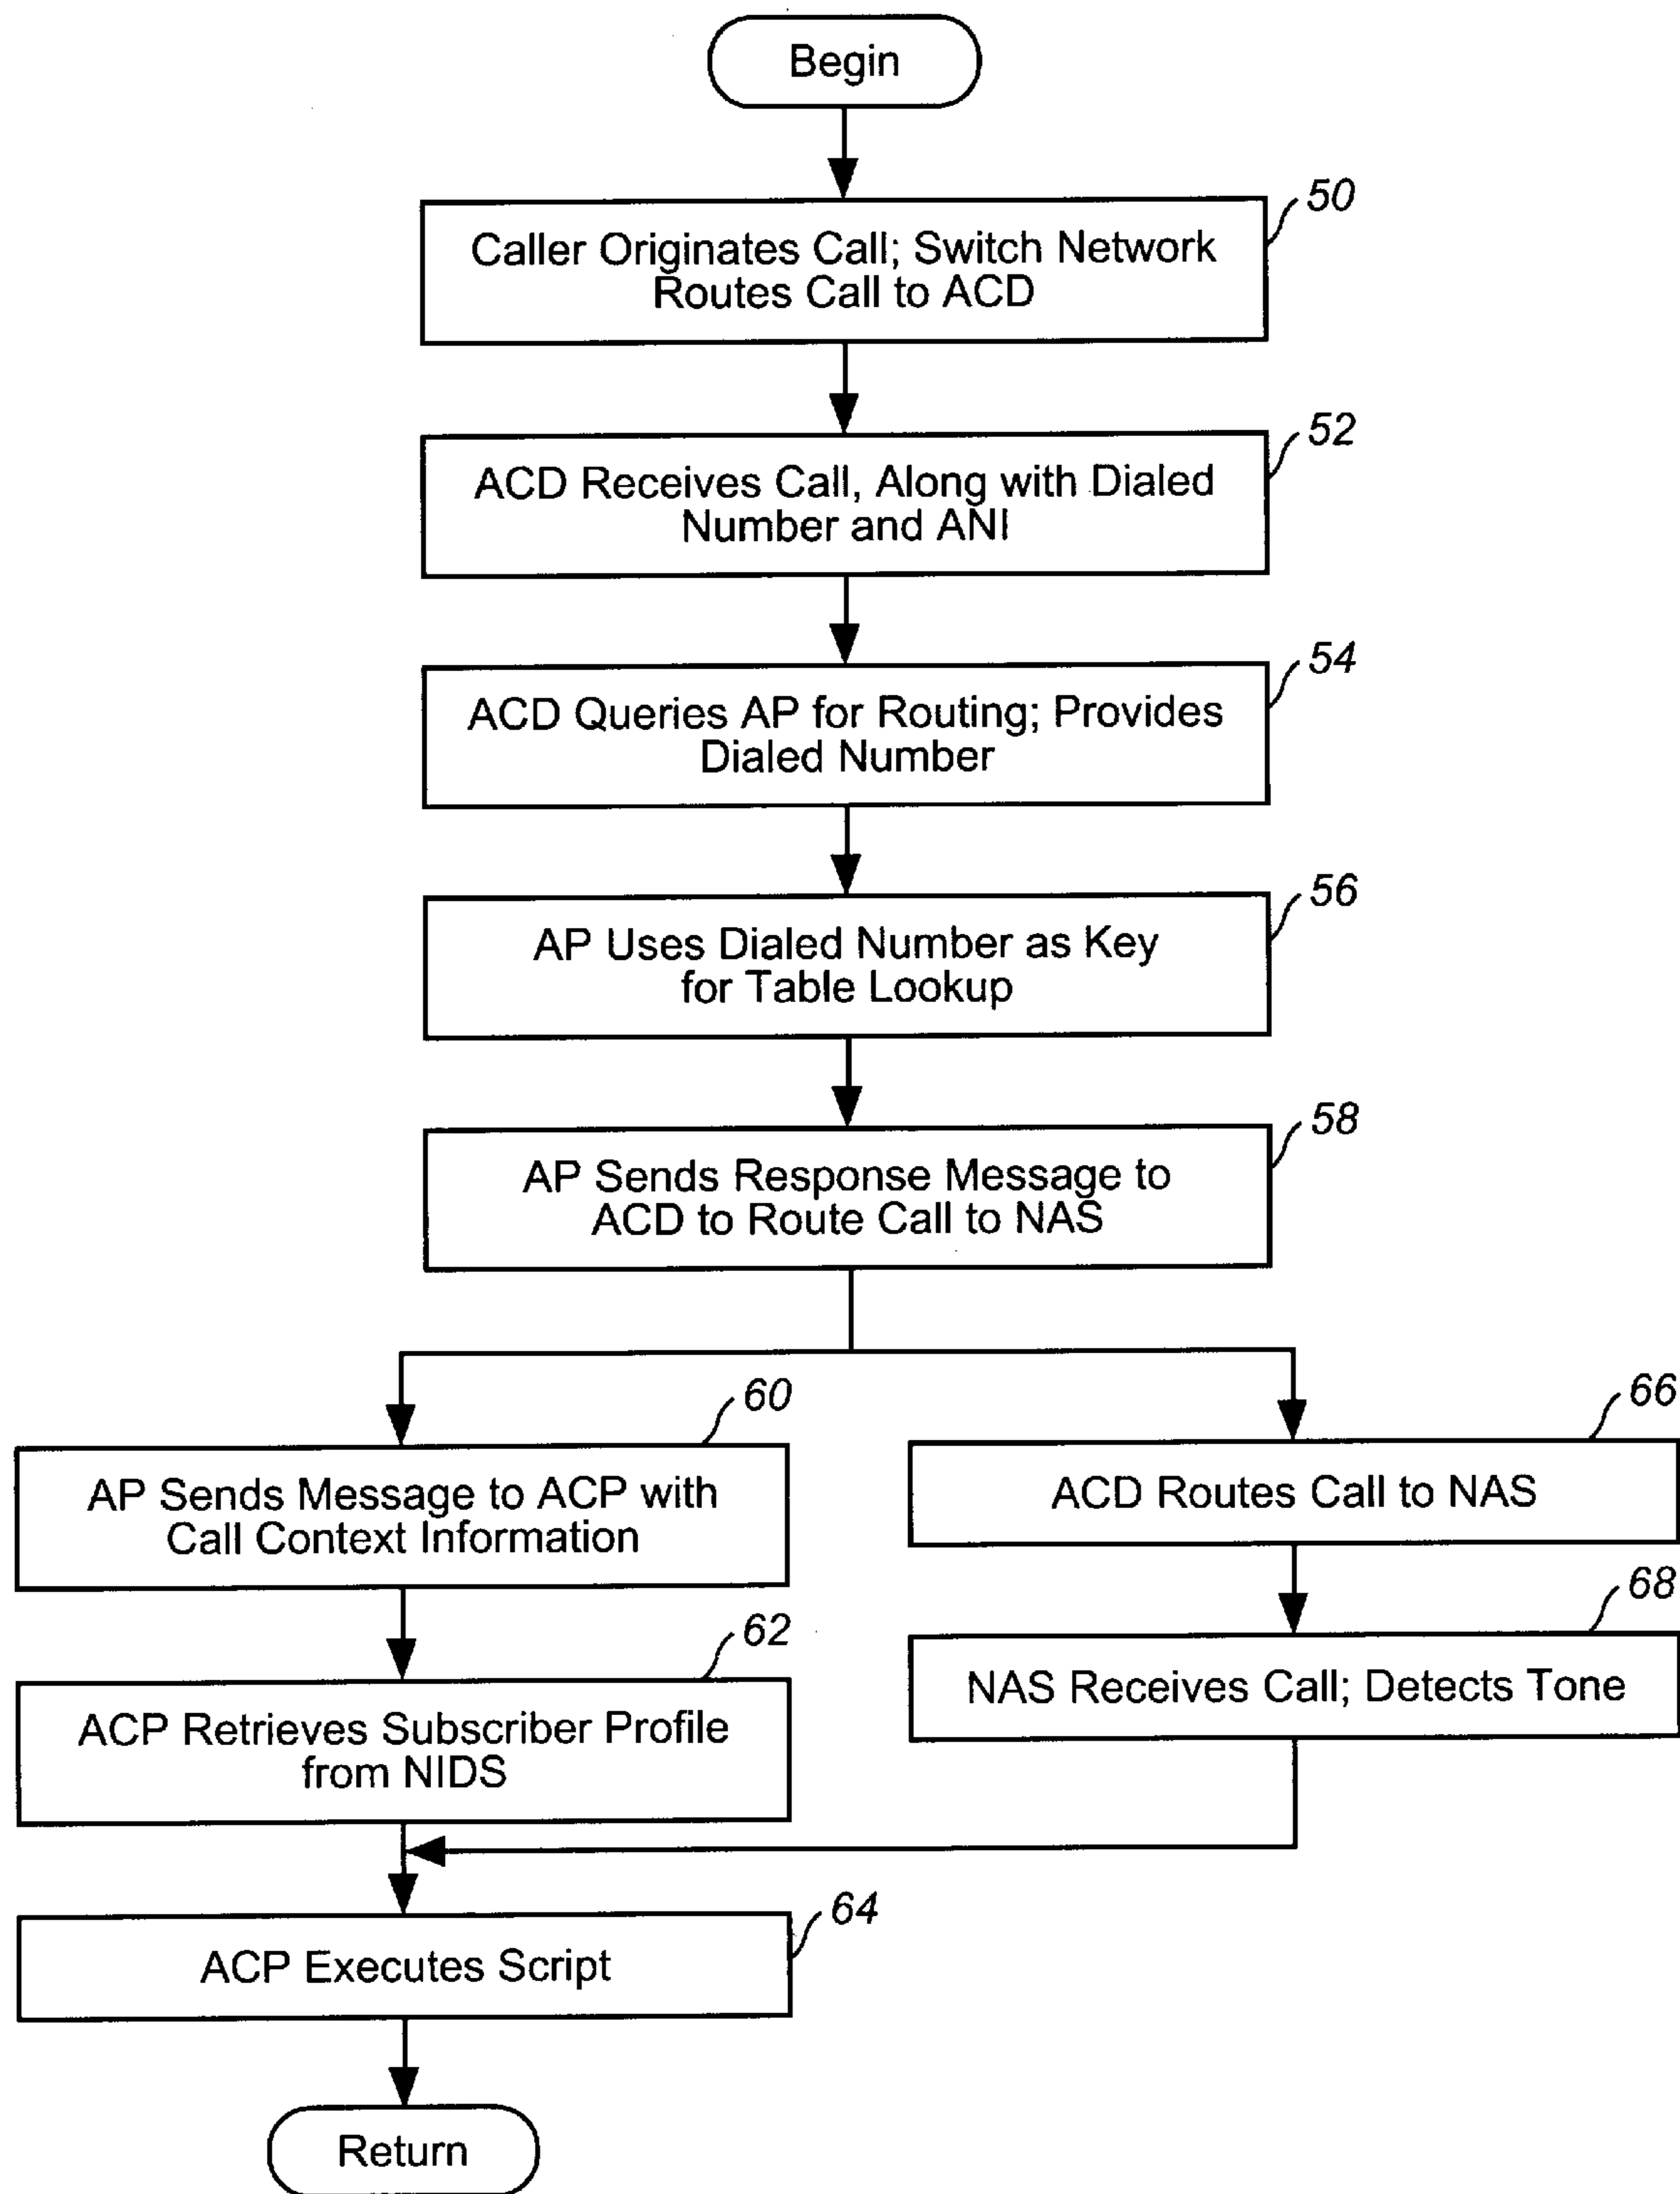 Begin
50
Caller Originates Call; Switch Network
Routes Call to ACD
52
ACD Receives Call, Along with Dialed
Number and ANI
54
ACD Queries AP for Routing; Provides
Dialed Number
56
AP Uses Dialed Number as Key
for Table Lookup
58
AP Sends Response Message to
ACD to Route Call to NAS
60
AP Sends Message to ACP with
Call Context Information
62
ACP Retrieves Subscriber Profile
from NIDS
66
ACD Routes Call to NAS
68
NAS Receives Call; Detects Tone
64
ACP Executes Script
Return